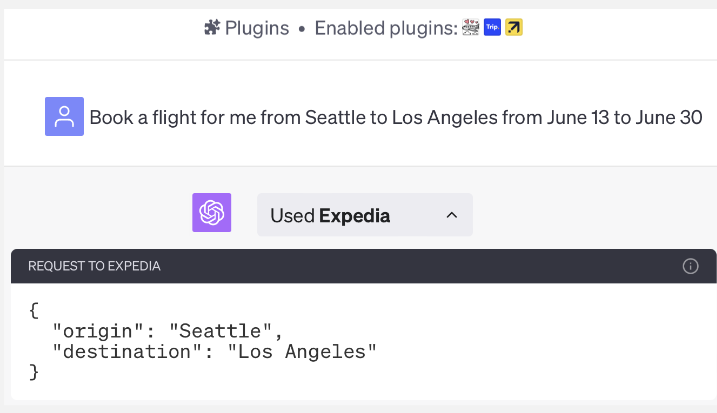 Plugins • Enabled plugins: Trip.
Book a flight for me from Seattle to Los Angeles from June 13 to June 30
Used Expedia
REQUEST TO EXPEDIA
{
"origin": "Seattle",
"destination": "Los Angeles"
}